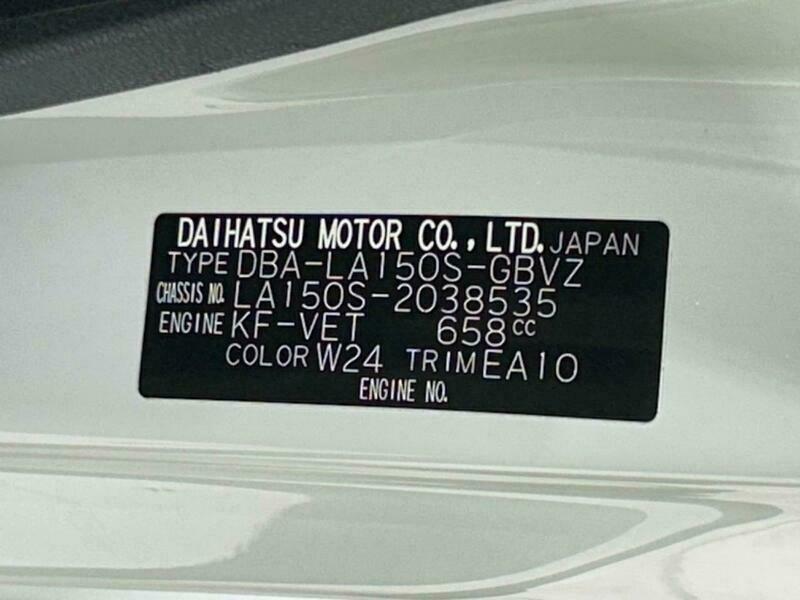 DAIHATSU MOTOR CO., LTD. JAPAN
TYPE DBA-LA150S-GBVZ
CHASSIS NO. LA150S-2038535
ENGINE KF-VET 658cc
COLOR W24 TRIM EA10
ENGINE NO.